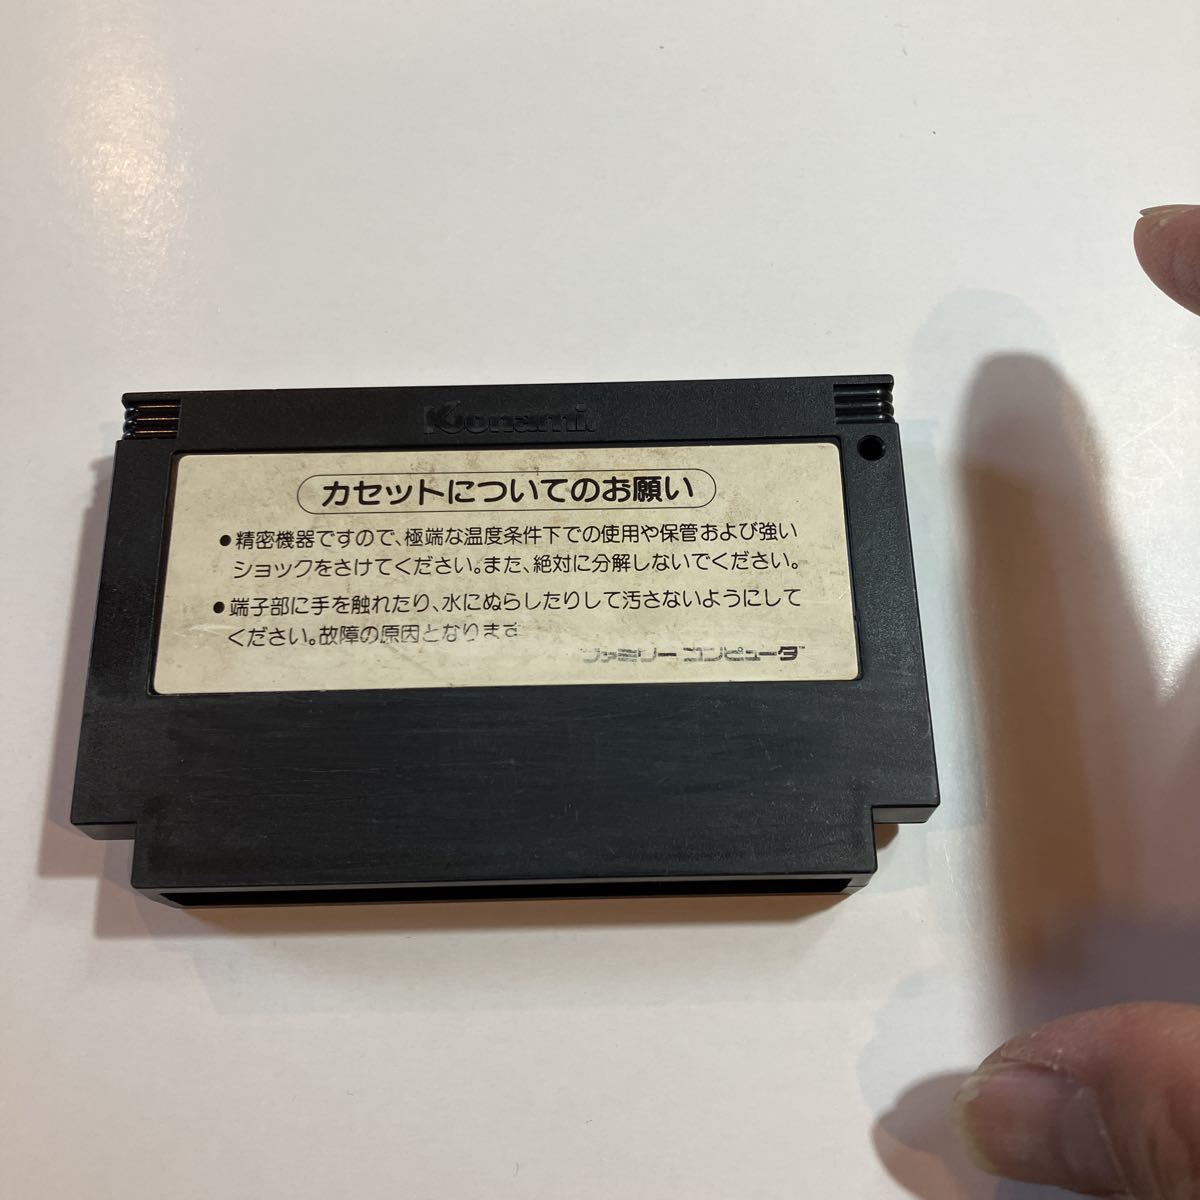 Konami
カセットについてのお願い
●精密機器ですので、極端な温度条件下での使用や保管および強い
ショックをさけてください。また、絶対に分解しないでください。
●端子部に手を触れたり、水にぬらしたりして汚さないようにして
ください。故障の原因となります
ファミリーコンピュータ™